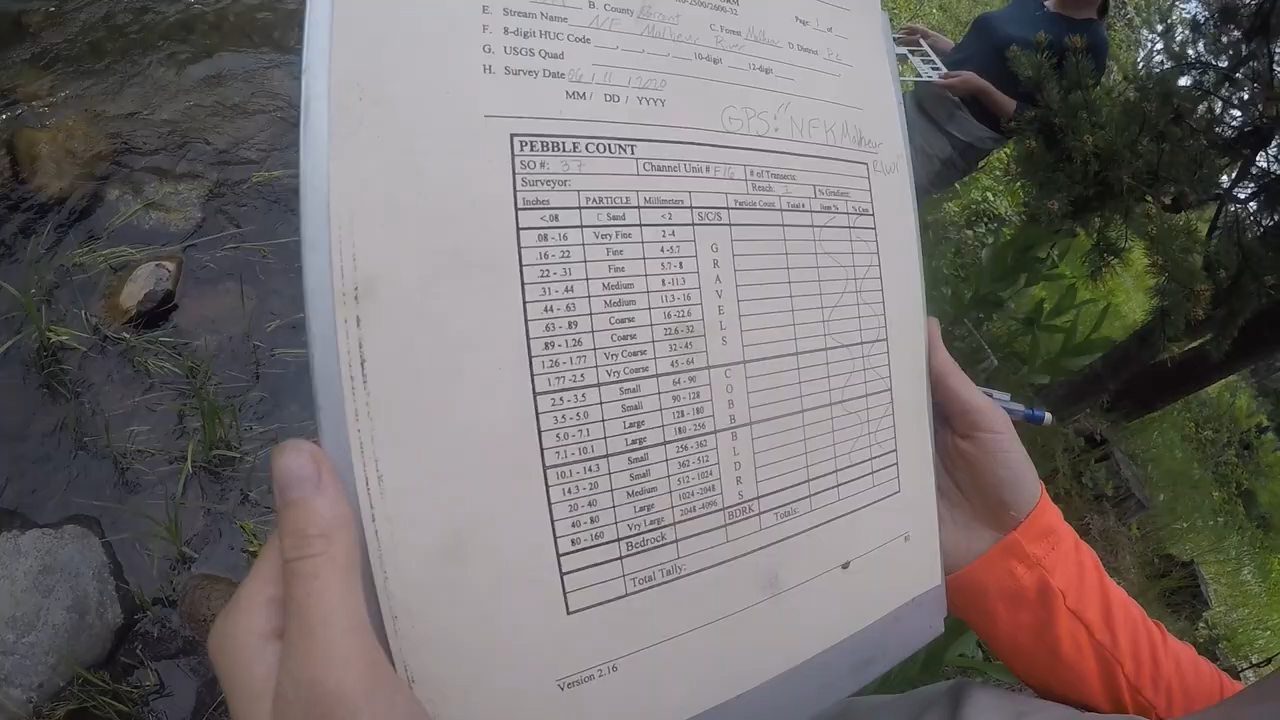 ORM
R6-2500/2600-32
B. County
Page: 1 of
E. Stream Name NF Malheur River C. Forest Malheur D. District P.C
F. 8-digit HUC Code 10-digit 12-digit
G. USGS Quad
H. Survey Date 06/11/2020
MM / DD / YYYY
GPS: "NFK Malheur
RIVER"
PEBBLE COUNT
SO #: 37 Channel Unit # F16 # of Transects:
Surveyor: Reach: 1 % Gradient:
Inches PARTICLE Millimeters Particle Count Total # Item % % Cum
<.08 Sand < 2 S/C/S
.08 - .16 Very Fine 2 -4 G
.16 - .22 Fine 4 -5.7 R
.22 - .31 Fine 5.7 - 8 A
.31 - .44 Medium 8 -11.3 V
.44 - .63 Medium 11.3 - 16 E
.63 - .89 Coarse 16 -22.6 L
.89 - 1.26 Coarse 22.6 - 32 S
1.26 - 1.77 Vry Coarse 32 - 45
1.77 -2.5 Vry Coarse 45 - 64
2.5 - 3.5 Small 64 - 90 C
3.5 - 5.0 Small 90 - 128 O
5.0 - 7.1 Large 128 - 180 B
7.1 - 10.1 Large 180 - 256 B
10.1 - 14.3 Small 256 - 362 B
14.3 - 20 Small 362 - 512 L
20 - 40 Medium 512 - 1024 D
40 - 80 Large 1024 -2048 R
80 - 160 Vry Large 2048 -4096 S
Bedrock BDRK
Total Tally: Totals:
Version 2.16